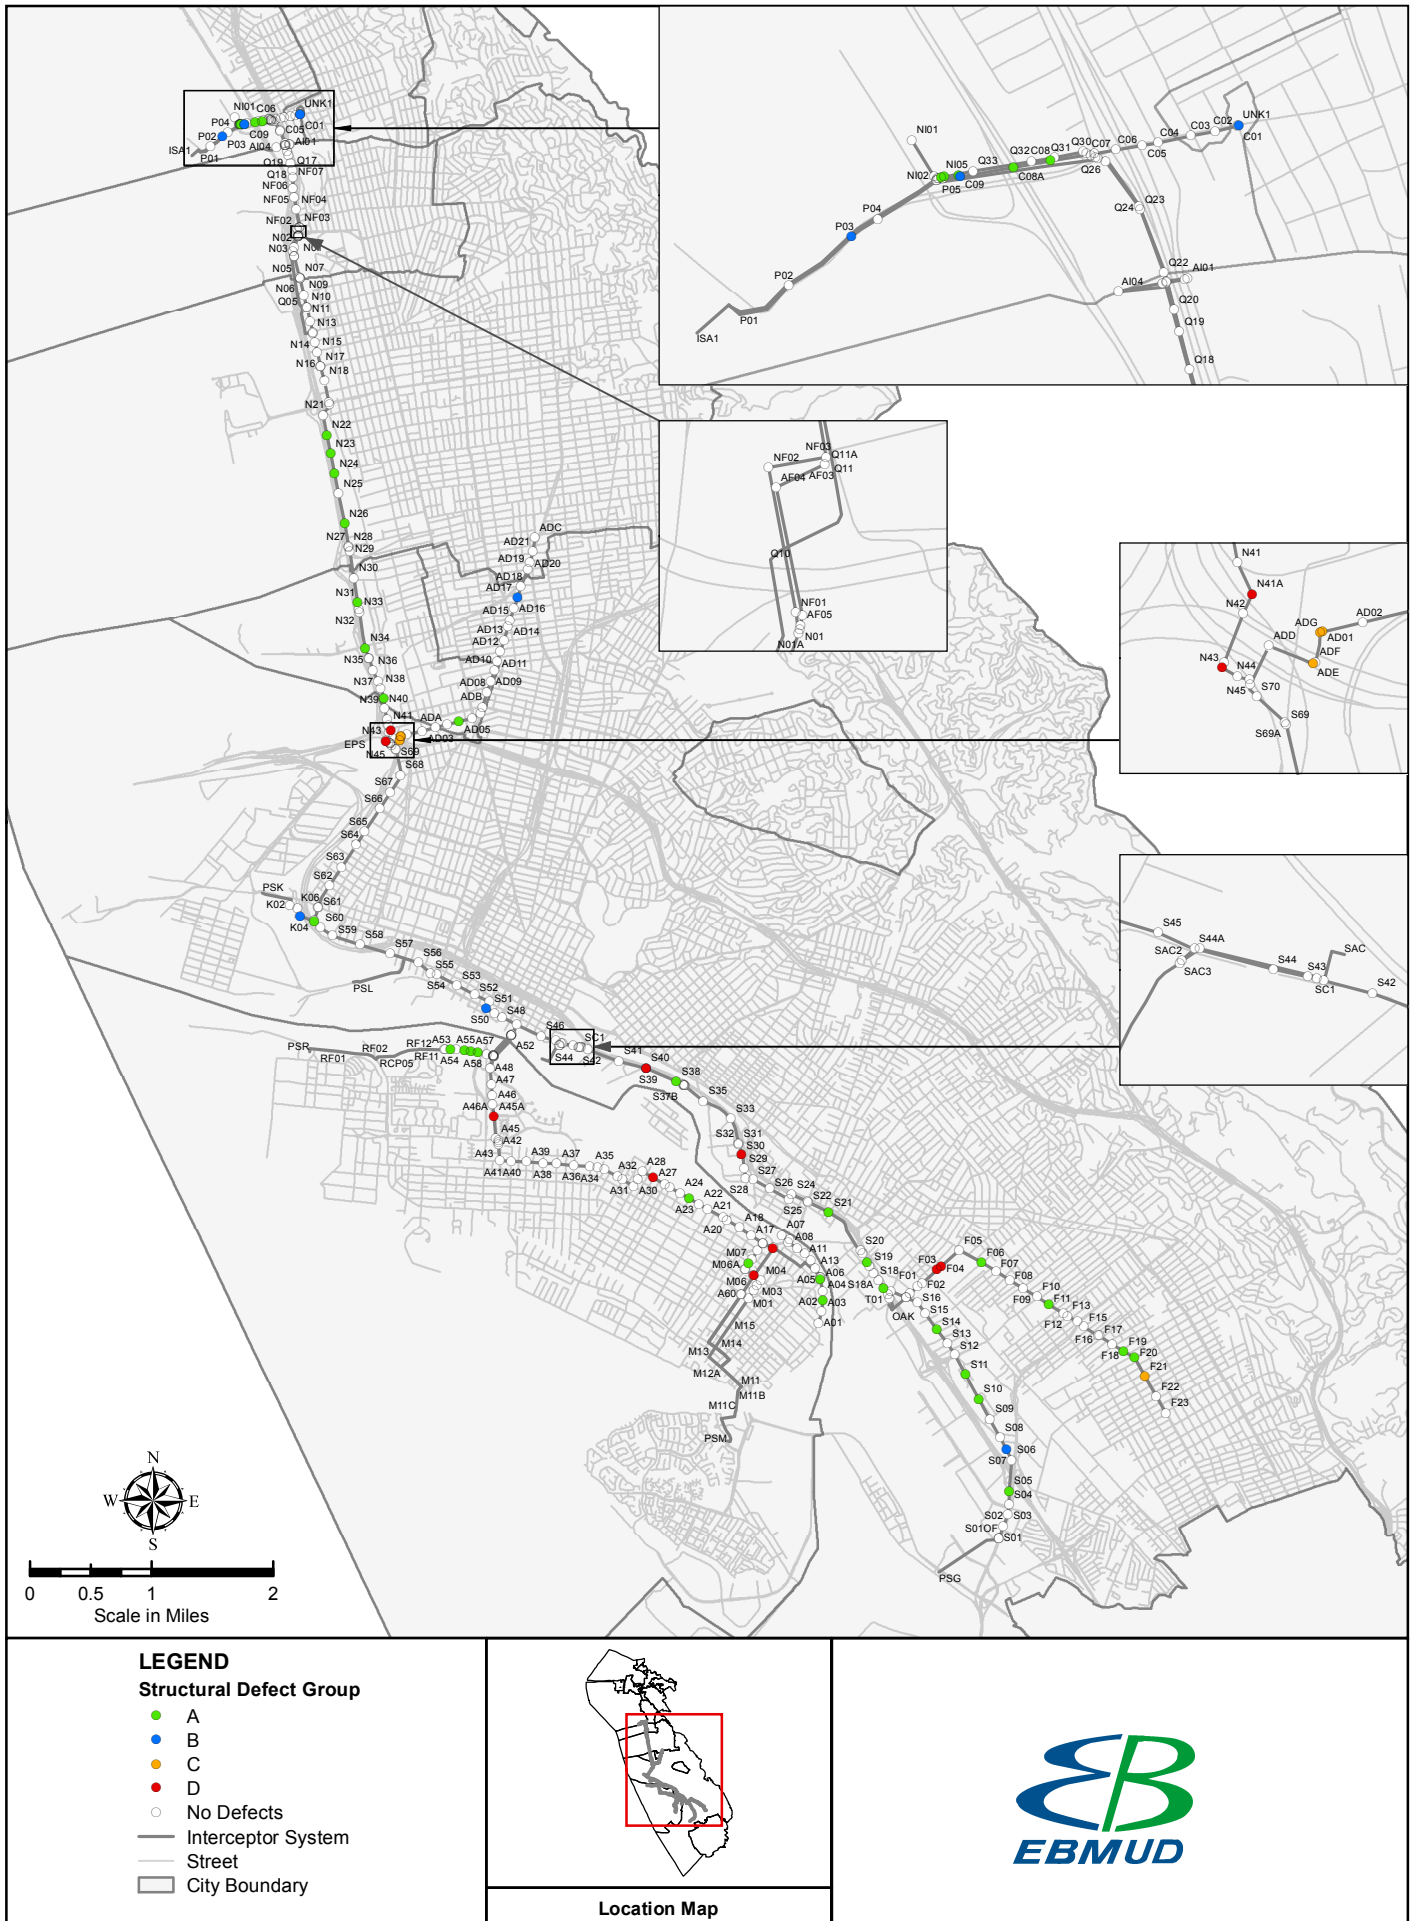 NI01 C06 UNK1
P04
P02 C09 C05 C01
ISA1 P03 AI04 AI01
P01
Q19 Q17
Q18 NF07
NF06
NF05 NF04
NF02 NF03
N02
N03 N01
N05 N07
N06 N09
Q05 N10
N11
N13
N14 N15
N16 N17
N18
N21
N22
N23
N24
N25
N26
N27 N28
N29
N30
N31 N33
N32
N34
N35 N36
N37 N38
N39 N40
N41
N43
EPS
N45 S69
S68
S67
S66
S65
S64
S63
S62
PSK
K02 K06 S61
K04 S60
S59 S58
S57
S56
S55
PSL S54 S53
S52
S51
S50 S48
S46
SC1
S44 S42
S41 S40
S39 S38
S37B S35
S33
S32 S31
S30
S29
S27
S28 S26 S24
S25 S22
S21
S20
S19
S18
S18A
T01
OAK
S16
S15
S14
S13
S12
S11
S10
S09
S08
S06
S07
S05
S04
S02 S03
S01OF
S01
PSG
ADC
AD21
AD19
AD20
AD18
AD17
AD15 AD16
AD13 AD14
AD12
AD10 AD11
AD08 AD09
ADB
ADA
AD05
AD03
PSR RF02 RF12 A53 A55 A57
RF01 RCP05 RF11 A54 A58
A52
A48
A47
A46
A46A A45A
A45
A42
A43
A41 A40 A39 A38 A37 A36 A35 A34
A32 A28
A31 A30 A27
A24
A23 A22
A21
A20 A18
A17
A07
A08
A11
A13
A06
A05 A04
A02 A03
A01
M07
M06A
M06 M04
M03
A60 M01
M15
M14
M13
M12A
M11
M11B
M11C
PSM
F01 F02 F03 F04
F05
F06
F07
F08
F09 F10
F11
F12 F13
F15
F16 F17
F18 F19
F20
F21
F22
F23
NI01
NI02 NI05 Q33 Q32 C08 Q31 Q30 C07 C06 C04 C03 C02 UNK1
P05 C09 C08A Q26 C05 C01
P04
P03
P02
P01
ISA1
Q24 Q23
Q22
AI04 AI01
Q20
Q19
Q18
NF03
NF02 Q11A
Q11
AF04 AF03
Q10
NF01
AF05
N01
N01A
N41
N41A
N42
N43
N44
N45
ADD
ADG
AD02
AD01
ADF
ADE
S70
S69
S69A
S45
S44A
SAC2
SAC3
S44
S43
SC1
SAC
S42
N
W E
S
0 0.5 1 2
Scale in Miles
LEGEND
Structural Defect Group
A
B
C
D
No Defects
Interceptor System
Street
City Boundary
Location Map
EBMUD